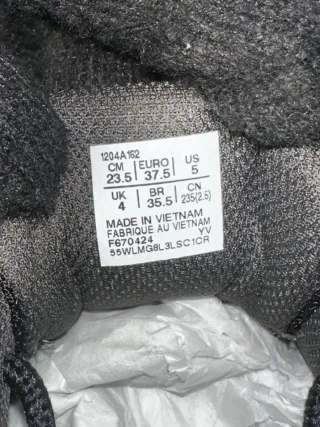 1204A162
CM EURO US
23.5 37.5 5
UK BR CN
4 35.5 235(2.5)
MADE IN VIETNAM
FABRIQUE AU VIETNAM
F670424 YV
55WLMG8L3LSC1CR